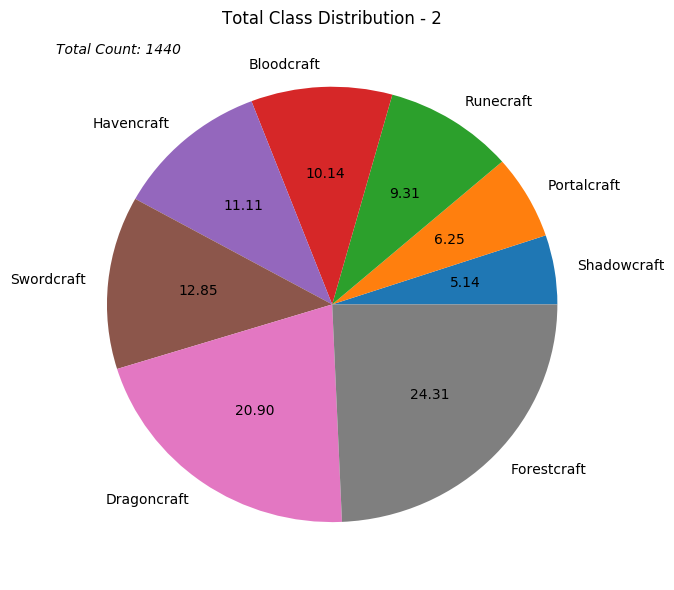 Total Class Distribution - 2
Total Count: 1440
Bloodcraft
Runecraft
Havencraft
Portalcraft
Shadowcraft
Swordcraft
Dragoncraft
Forestcraft
10.14
9.31
11.11
6.25
5.14
12.85
20.90
24.31